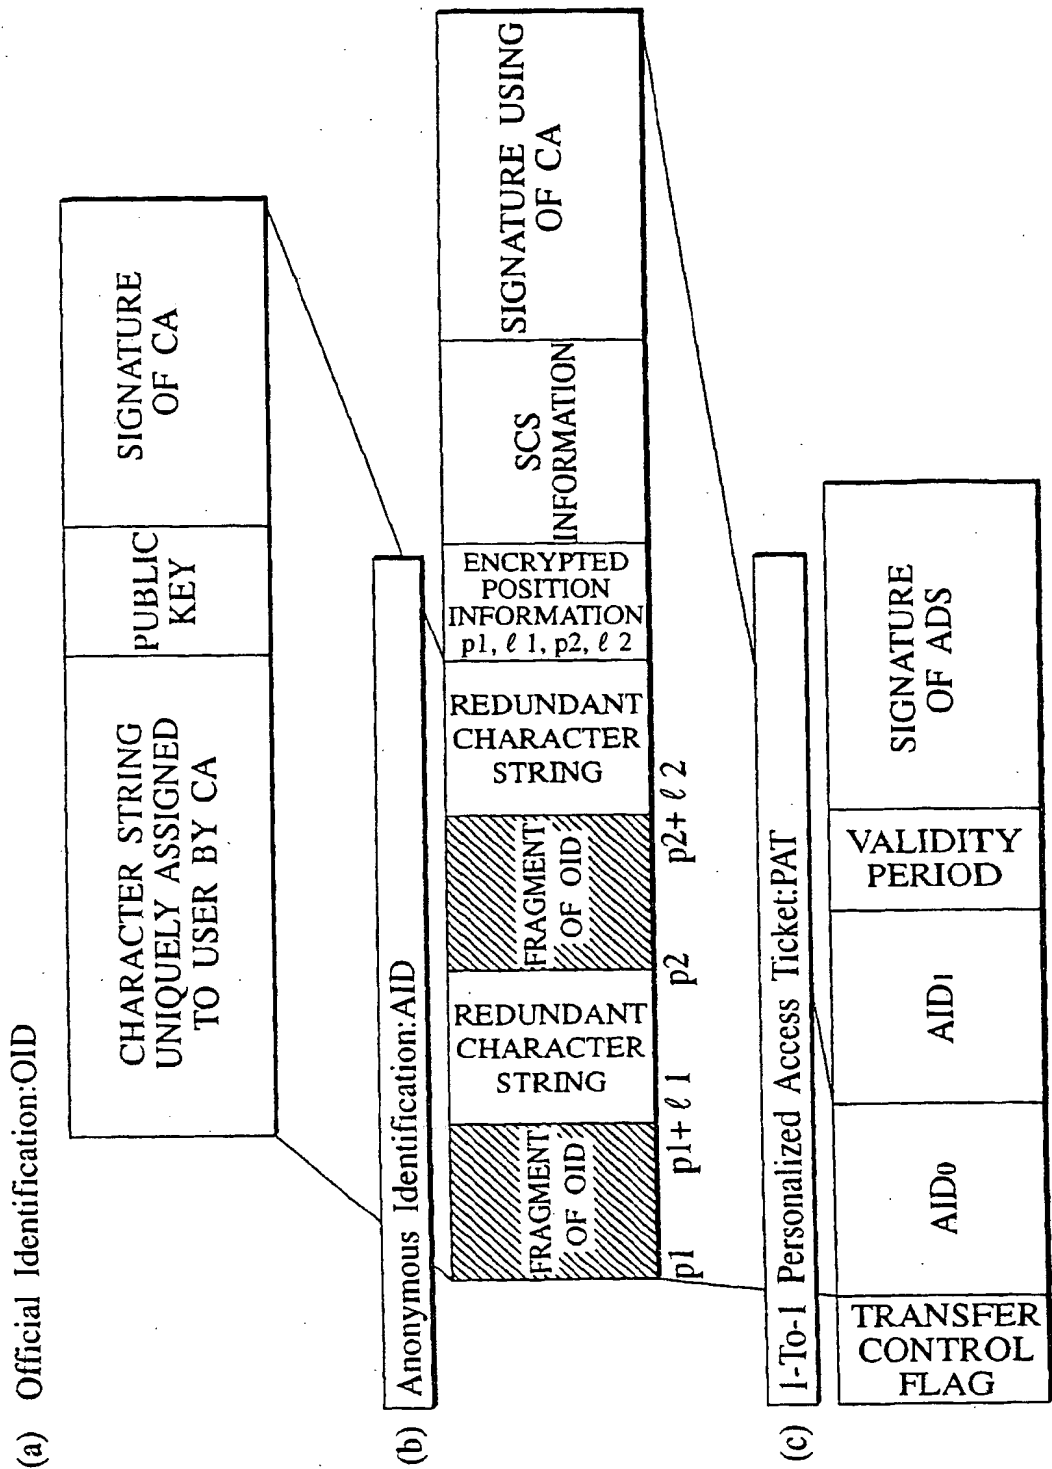 (a) Official Identification:OID
CHARACTER STRING
UNIQUELY ASSIGNED
TO USER BY CA
PUBLIC
KEY
SIGNATURE
OF CA
(b) Anonymous Identification:AID
FRAGMENT
OF OID
REDUNDANT
CHARACTER
STRING
FRAGMENT
OF OID
REDUNDANT
CHARACTER
STRING
ENCRYPTED
POSITION
INFORMATION
p1, ℓ 1, p2, ℓ 2
SCS
INFORMATION
SIGNATURE USING
OF CA
p1 p1+ ℓ 1 p2 p2+ ℓ 2
(c) 1-To-1 Personalized Access Ticket:PAT
TRANSFER
CONTROL
FLAG
AID0
AID1
VALIDITY
PERIOD
SIGNATURE
OF ADS